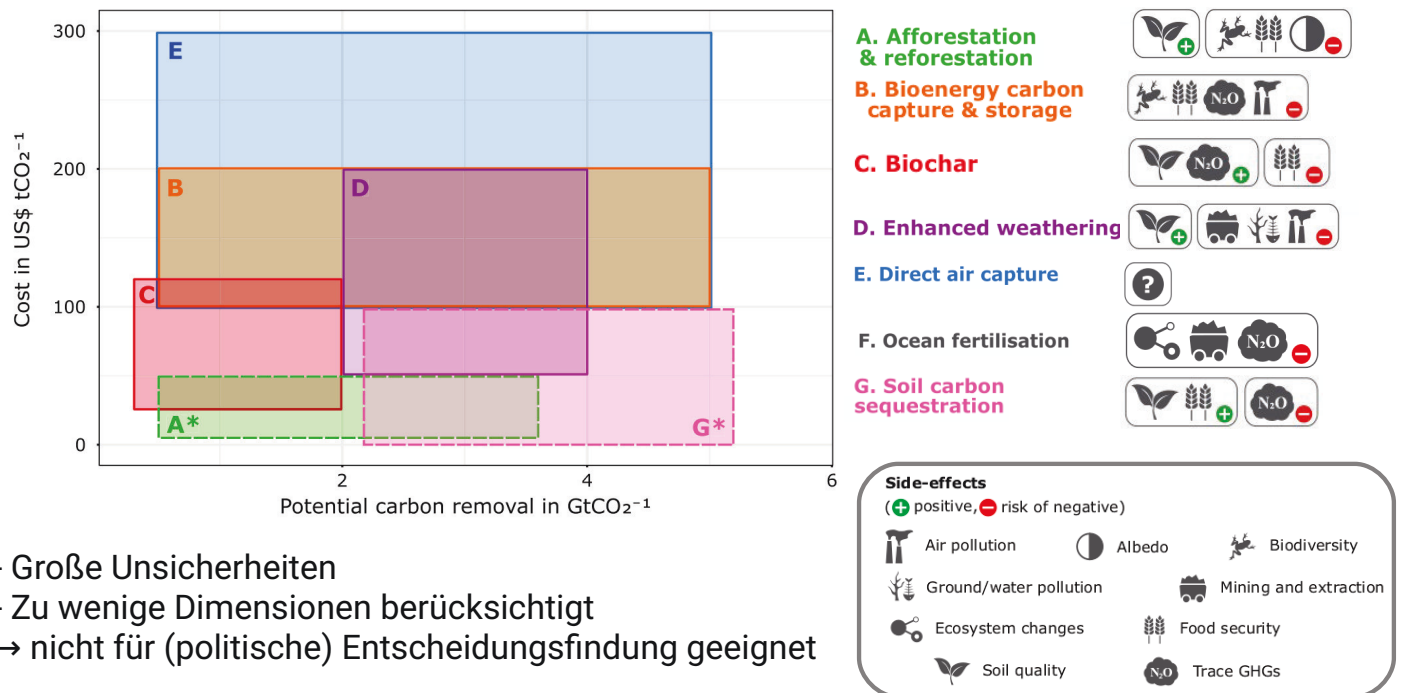 300
200
100
0
Cost in US$ tCO₂⁻¹
E
B
D
C
A*
G*
2
4
6
Potential carbon removal in GtCO₂⁻¹
A. Afforestation
& reforestation
B. Bioenergy carbon
capture & storage
N₂O
C. Biochar
N₂O
D. Enhanced weathering
E. Direct air capture
?
F. Ocean fertilisation
N₂O
G. Soil carbon
sequestration
N₂O
Side-effects
(+ positive, − risk of negative)
Air pollution
Albedo
Biodiversity
Ground/water pollution
Mining and extraction
Ecosystem changes
Food security
Soil quality
N₂O Trace GHGs
- Große Unsicherheiten
- Zu wenige Dimensionen berücksichtigt
→ nicht für (politische) Entscheidungsfindung geeignet